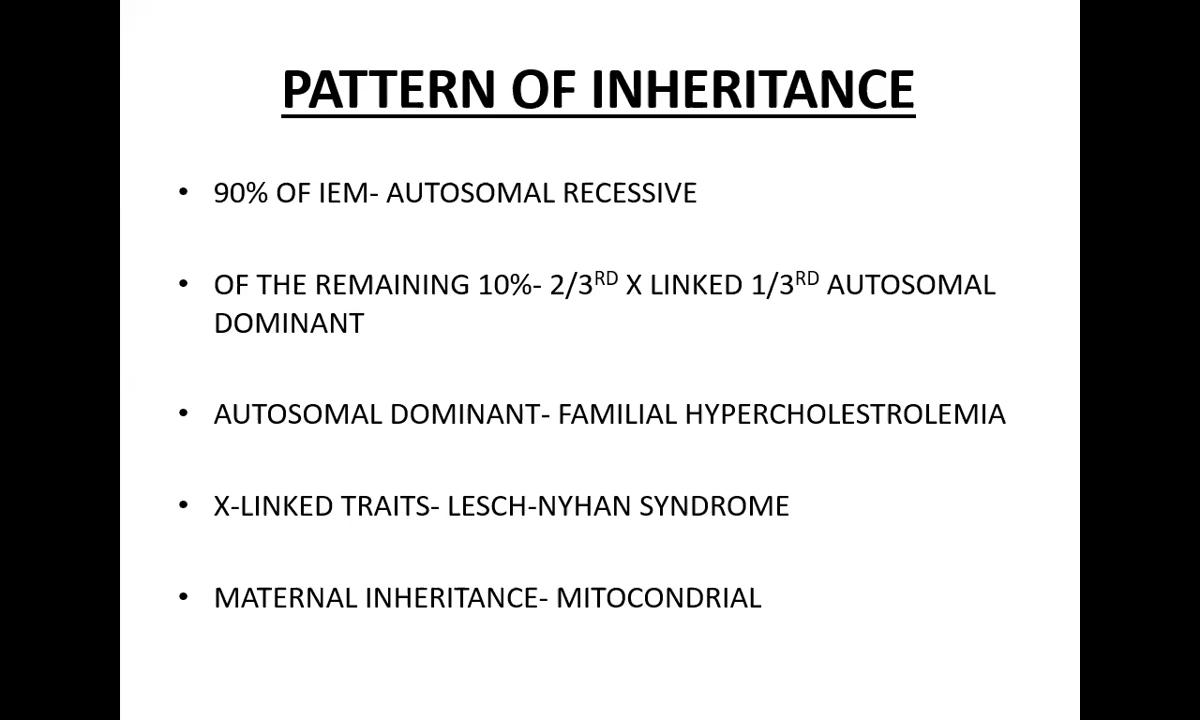 PATTERN OF INHERITANCE
• 90% OF IEM- AUTOSOMAL RECESSIVE
• OF THE REMAINING 10%- 2/3RD X LINKED 1/3RD AUTOSOMAL
DOMINANT
• AUTOSOMAL DOMINANT- FAMILIAL HYPERCHOLESTROLEMIA
• X-LINKED TRAITS- LESCH-NYHAN SYNDROME
• MATERNAL INHERITANCE- MITOCONDRIAL